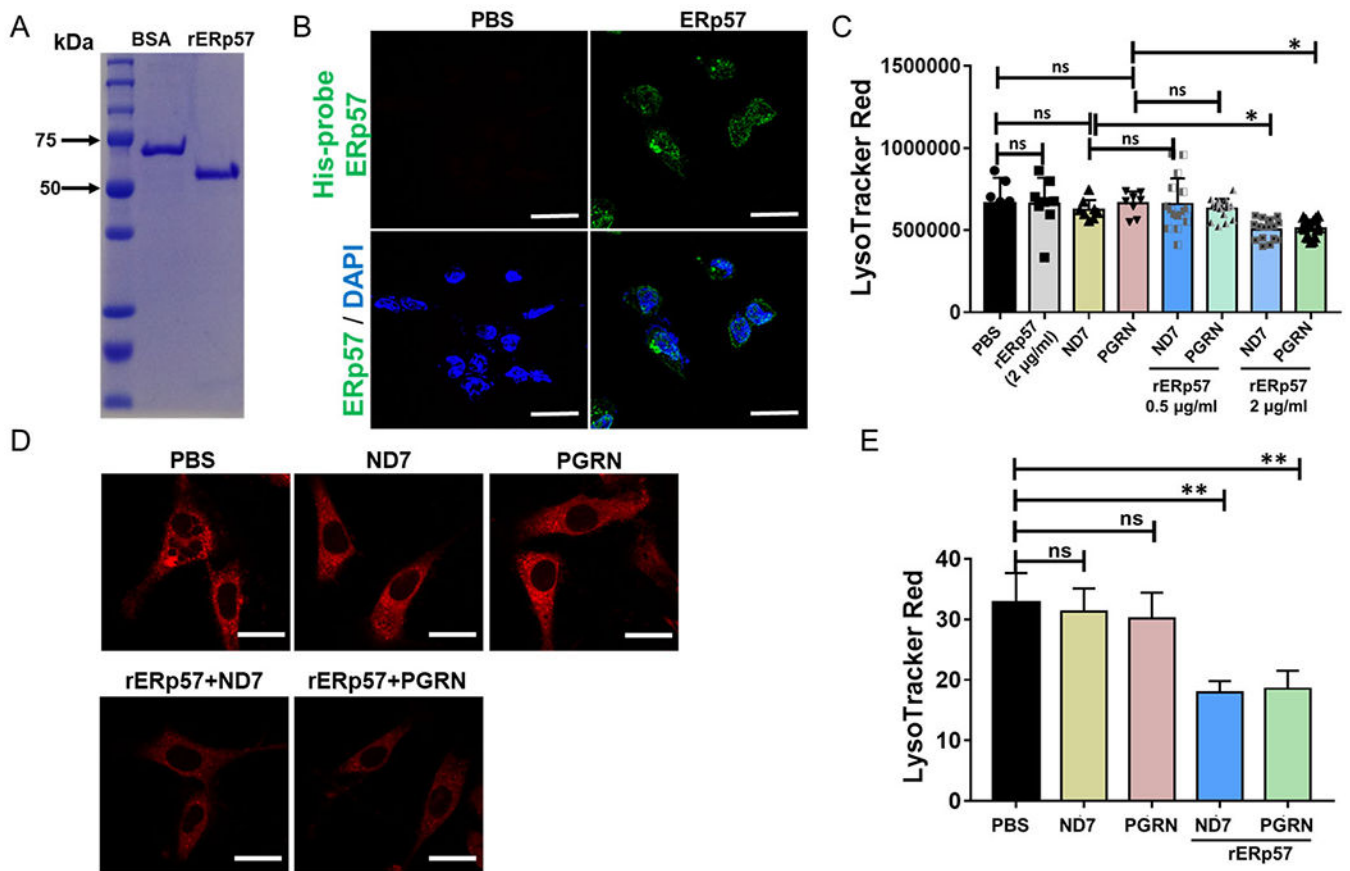 A
kDa
BSA
rERp57
75
50
B
PBS
ERp57
His-probe
ERp57
ERp57 / DAPI
C
LysoTracker Red
1500000
1000000
500000
0
ns
*
ns
ns
*
ns
ns
PBS
rERp57
(2 µg/ml)
ND7
PGRN
ND7
PGRN
ND7
PGRN
rERp57
0.5 µg/ml
rERp57
2 µg/ml
D
PBS
ND7
PGRN
rERp57+ND7
rERp57+PGRN
E
LysoTracker Red
40
30
20
10
0
**
**
ns
ns
PBS
ND7
PGRN
ND7
PGRN
rERp57